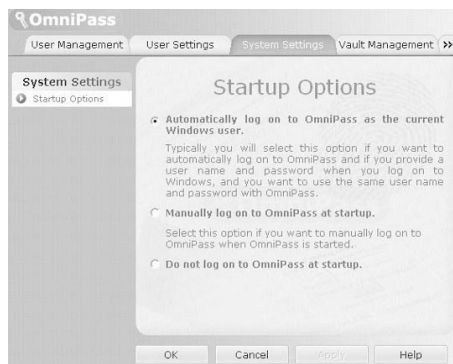 OmniPass
User Management User Settings System Settings Vault Management »
System Settings
Startup Options
Startup Options
Automatically log on to OmniPass as the current
Windows user.
Typically you will select this option if you want to
automatically log on to OmniPass and if you provide a
user name and password when you log on to
Windows, and you want to use the same user name
and password with OmniPass.
Manually log on to OmniPass at startup.
Select this option if you want to manually log on to
OmniPass when OmniPass is started.
Do not log on to OmniPass at startup.
OK Cancel Apply Help